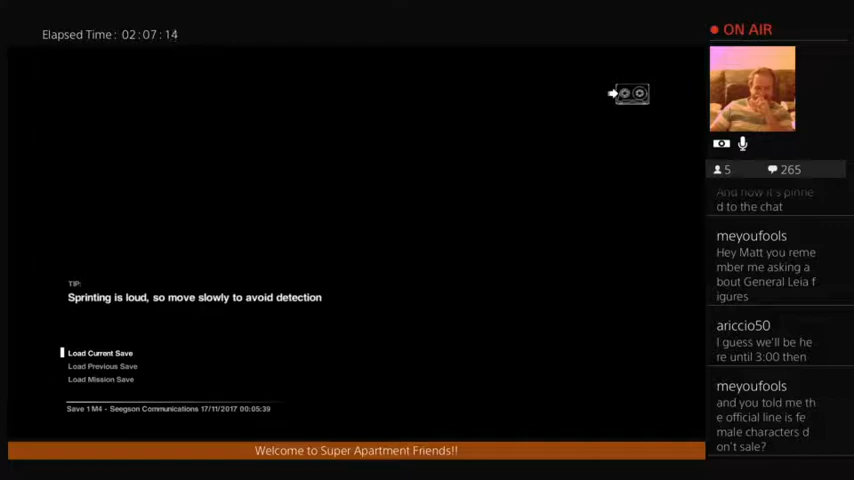 Elapsed Time: 02:07:14
ON AIR
5
265
And now it's pinne
d to the chat
meyoufools
Hey Matt you reme
mber me asking a
bout General Leia f
igures
ariccio50
I guess we'll be he
re until 3:00 then
meyoufools
and you told me th
e official line is fe
male characters d
on`t sale?
TIP:
Sprinting is loud, so move slowly to avoid detection
Load Current Save
Load Previous Save
Load Mission Save
Save 1 M4 - Seegson Communications 17/11/2017 00:05:39
Welcome to Super Apartment Friends!!